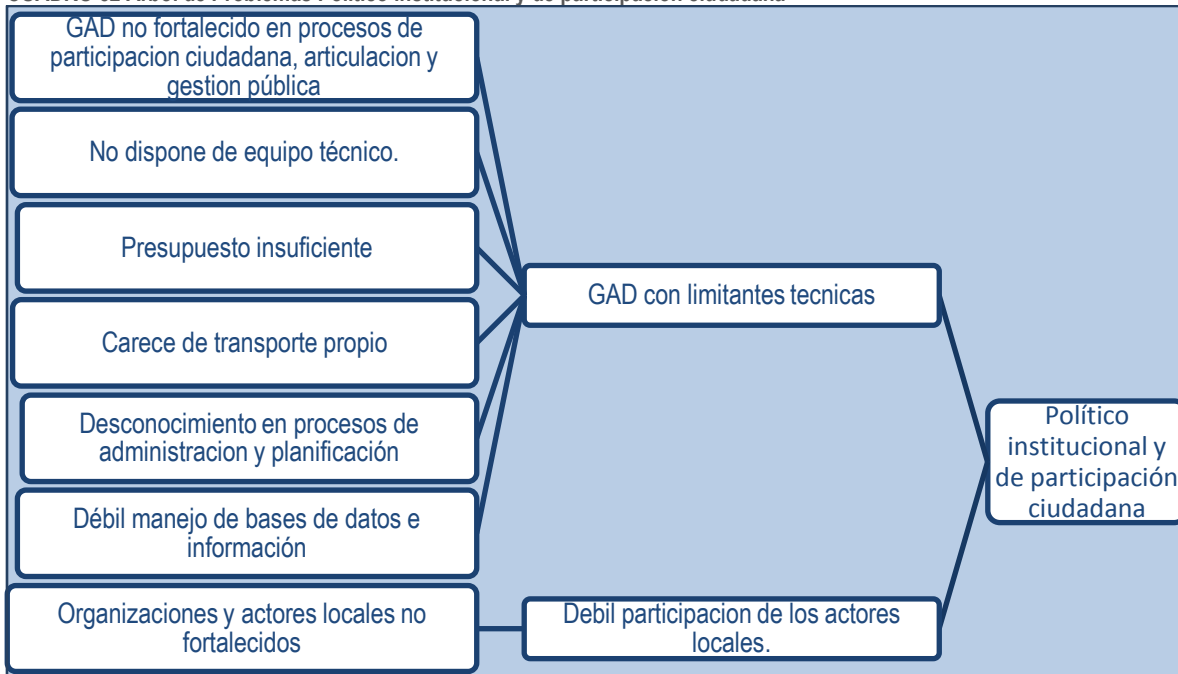 GAD no fortalecido en procesos de
participacion ciudadana, articulacion y
gestion pública
No dispone de equipo técnico.
Presupuesto insuficiente
Carece de transporte propio
Desconocimiento en procesos de
administracion y planificación
Débil manejo de bases de datos e
información
Organizaciones y actores locales no
fortalecidos
GAD con limitantes tecnicas
Debil participacion de los actores
locales.
Político
institucional y
de participación
ciudadana